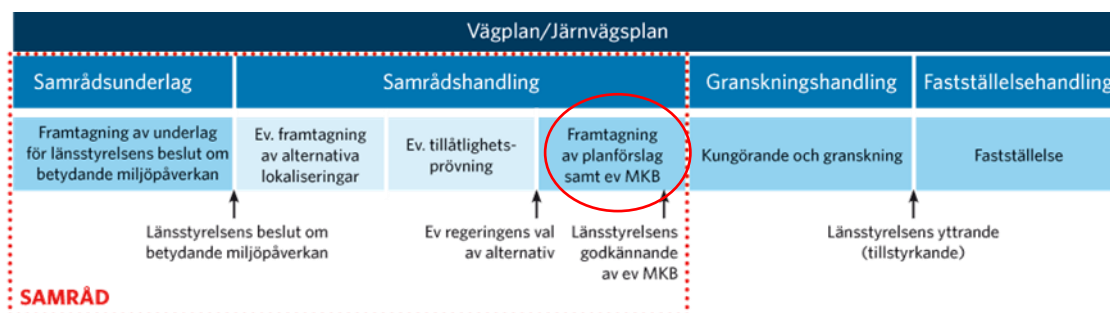 Vägplan/Järnvägsplan
Samrådsunderlag
Samrådshandling
Granskningshandling
Fastställelsehandling
Framtagning av underlag
för länsstyrelsens beslut om
betydande miljöpåverkan
Ev. framtagning
av alternativa
lokaliseringar
Ev. tillåtlighets-
prövning
Framtagning
av planförslag
samt ev MKB
Kungörande och granskning
Fastställelse
Länsstyrelsens beslut om
betydande miljöpåverkan
Ev regeringens val
av alternativ
Länsstyrelsens
godkännande
av ev MKB
Länsstyrelsens yttrande
(tillstyrkande)
SAMRÅD